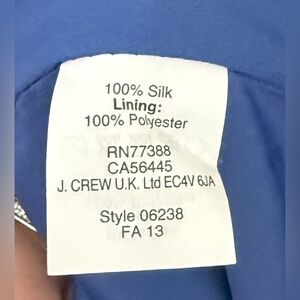 100% Silk
Lining:
100% Polyester
RN77388
CA56445
J. CREW U.K. Ltd EC4V 6JA
Style 06238
FA 13